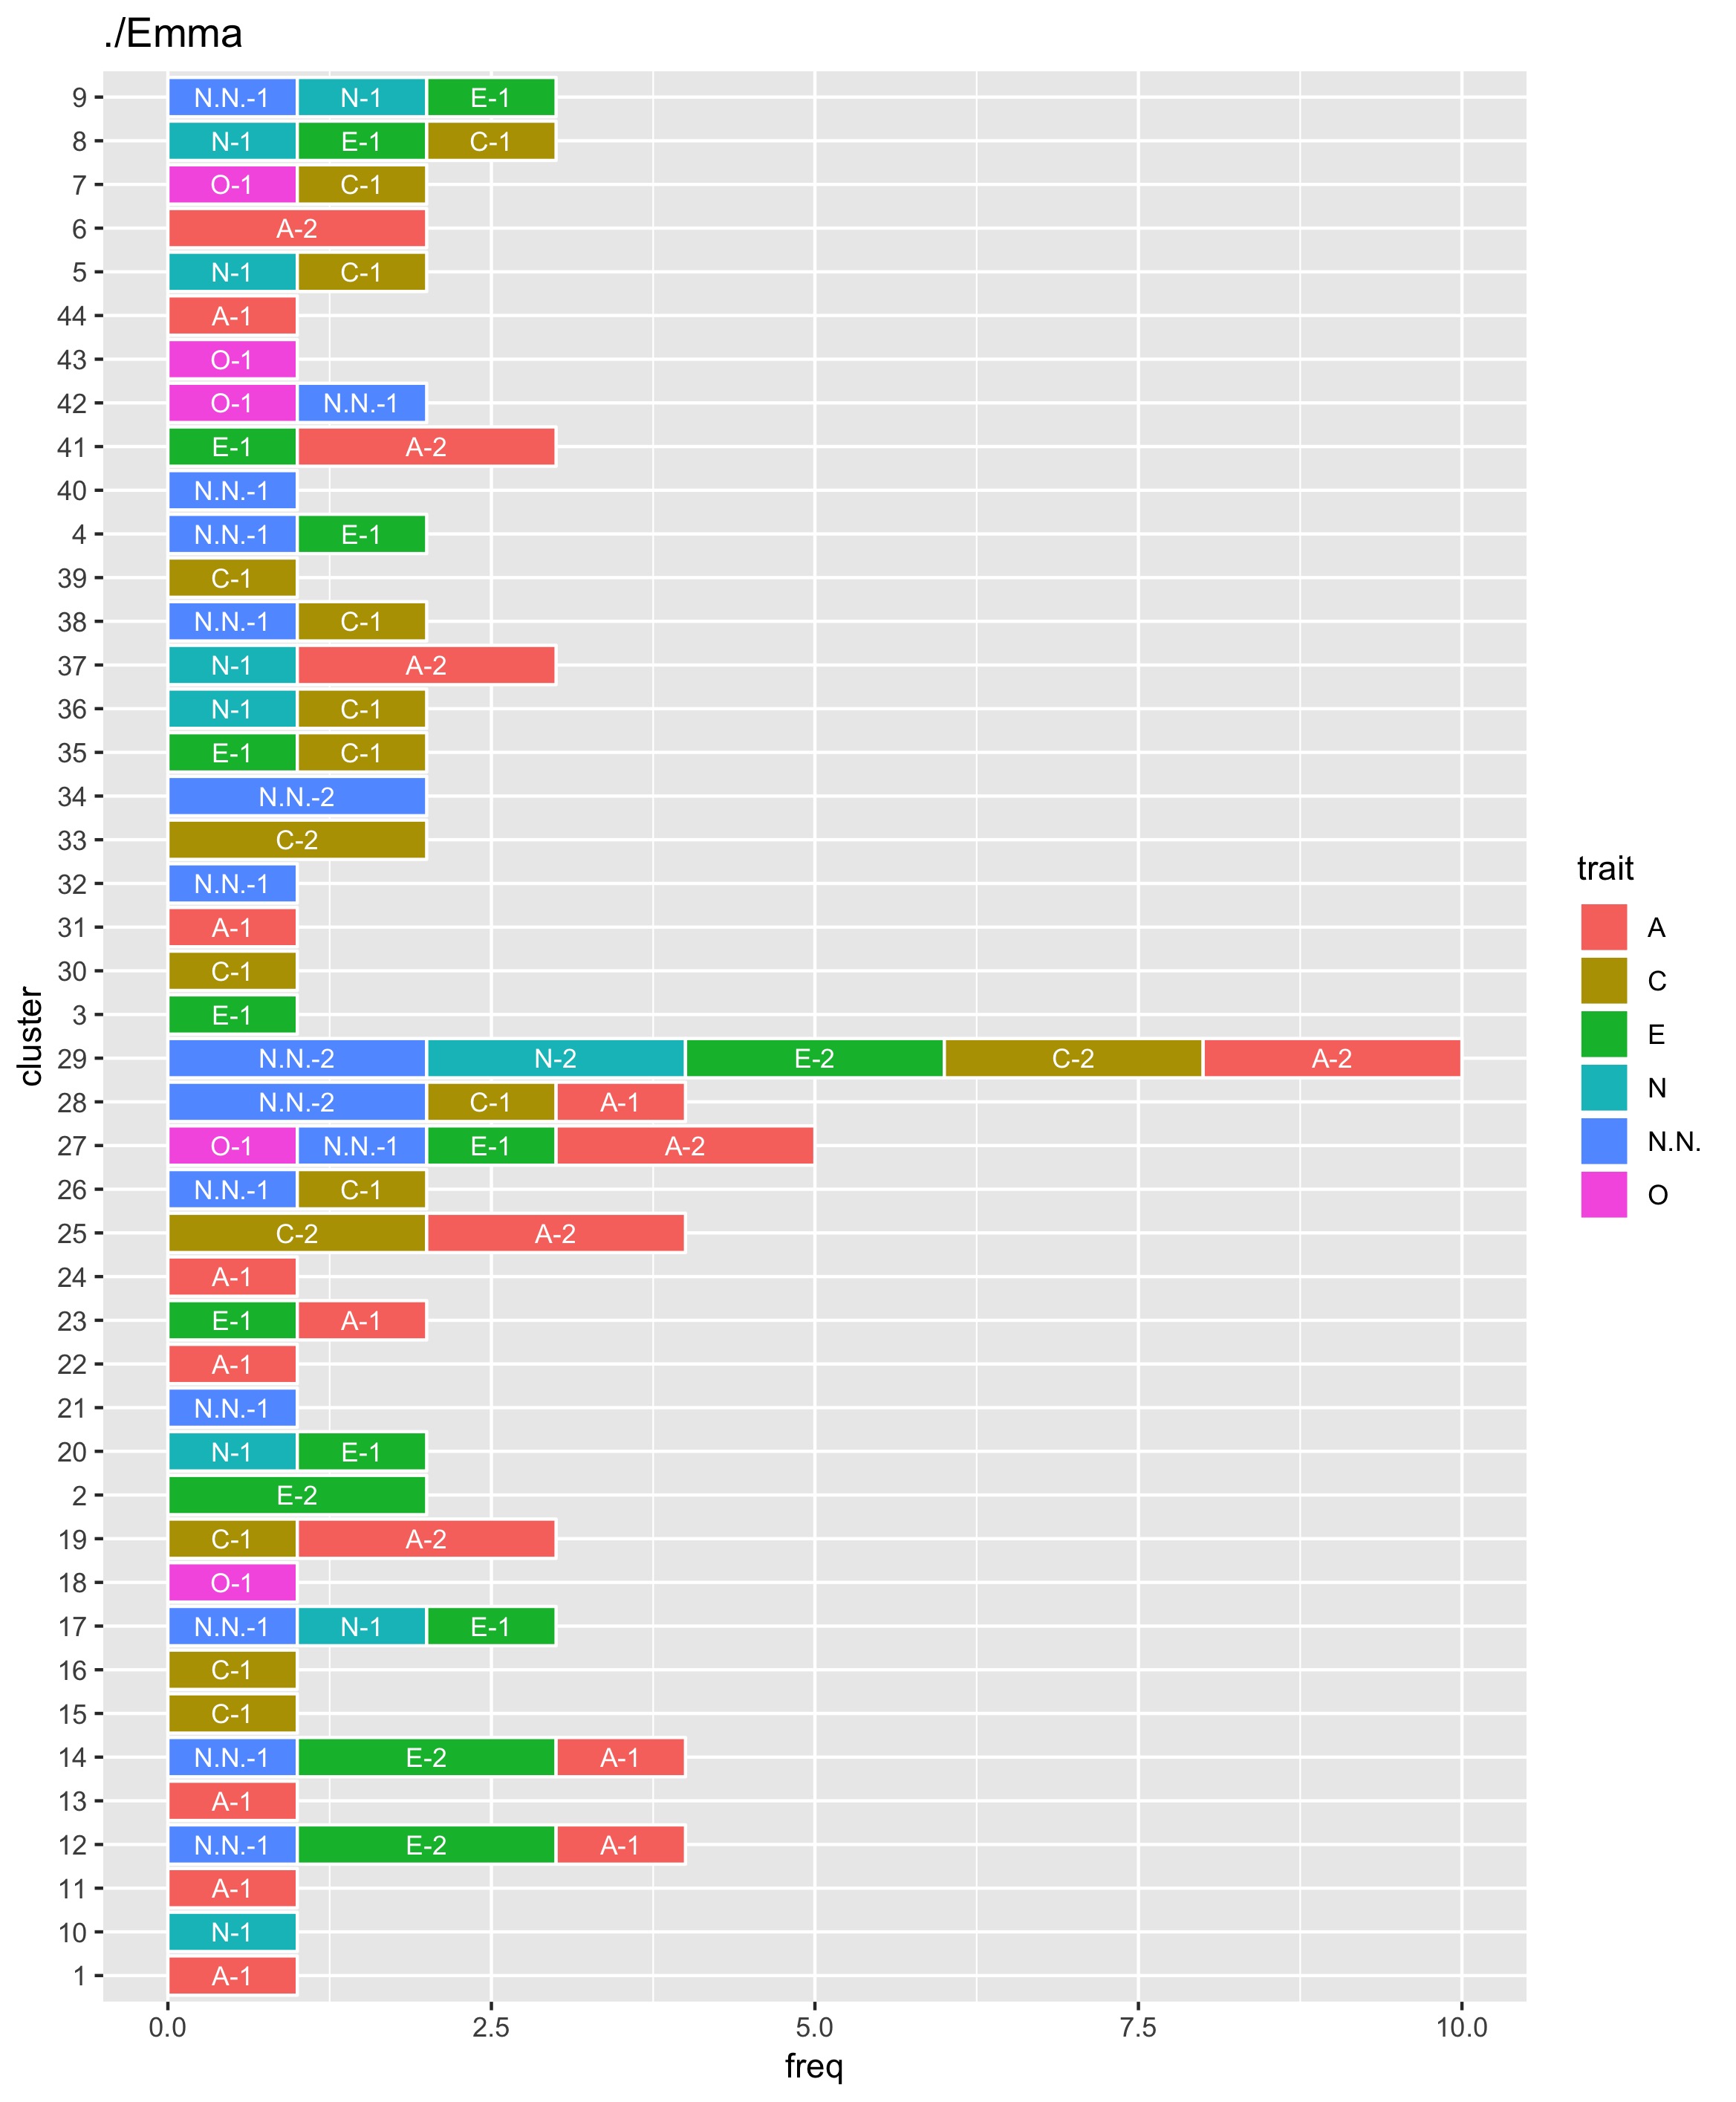 ./Emma
9 N.N.-1 N-1 E-1
8 N-1 E-1 C-1
7 O-1 C-1
6 A-2
5 N-1 C-1
44 A-1
43 O-1
42 O-1 N.N.-1
41 E-1 A-2
40 N.N.-1
4 N.N.-1 E-1
39 C-1
38 N.N.-1 C-1
37 N-1 A-2
36 N-1 C-1
35 E-1 C-1
34 N.N.-2
33 C-2
32 N.N.-1
31 A-1
30 C-1
3 E-1
29 N.N.-2 N-2 E-2 C-2 A-2
28 N.N.-2 C-1 A-1
27 O-1 N.N.-1 E-1 A-2
26 N.N.-1 C-1
25 C-2 A-2
24 A-1
23 E-1 A-1
22 A-1
21 N.N.-1
20 N-1 E-1
2 E-2
19 C-1 A-2
18 O-1
17 N.N.-1 N-1 E-1
16 C-1
15 C-1
14 N.N.-1 E-2 A-1
13 A-1
12 N.N.-1 E-2 A-1
11 A-1
10 N-1
1 A-1
0.0 2.5 5.0 7.5 10.0
freq
cluster
trait
A
C
E
N
N.N.
O